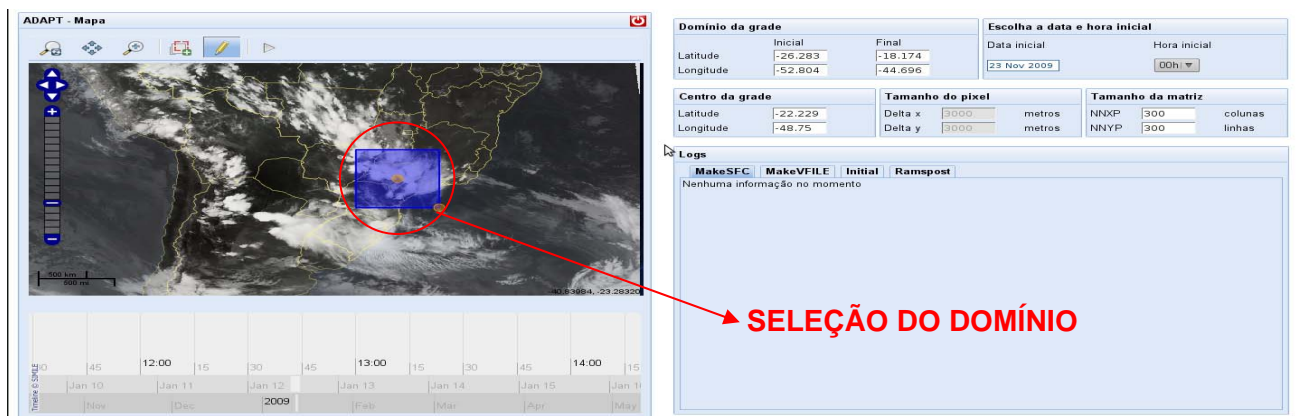 ADAPT - Mapa
500 km
500 mi
-40.83984, -23.28320
12:00
13:00
14:00
45
15
30
45
15
30
45
15
Jan 10
Jan 11
Jan 12
Jan 13
Jan 14
Jan 15
Nov
Dec
2009
Feb
Mar
Apr
May
Timeline © SIMILE
Domínio da grade
Inicial Final
Latitude -26.283 -18.174
Longitude -52.804 -44.696
Escolha a data e hora inicial
Data inicial Hora inicial
23 Nov 2009 00h
Centro da grade
Latitude -22.229
Longitude -48.75
Tamanho do pixel
Delta x 3000 metros
Delta y 3000 metros
Tamanho da matriz
NNXP 300 colunas
NNYP 300 linhas
Logs
MakeSFC MakeVFILE Initial Ramspost
Nenhuma informação no momento
SELEÇÃO DO DOMÍNIO